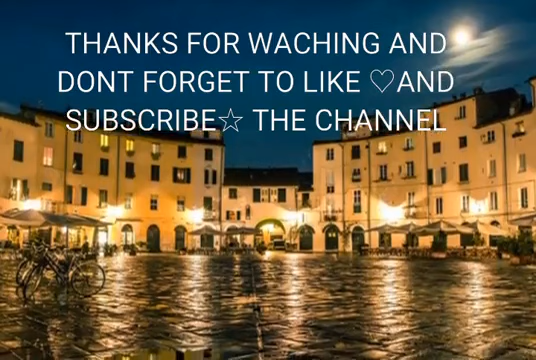 THANKS FOR WACHING AND
DONT FORGET TO LIKE ♡AND
SUBSCRIBE☆ THE CHANNEL